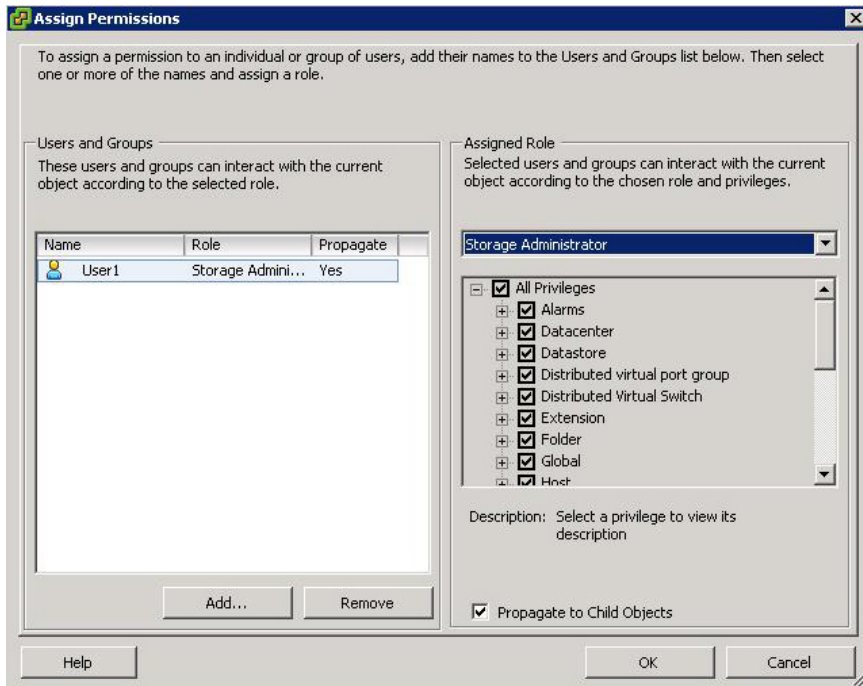 Assign Permissions
To assign a permission to an individual or group of users, add their names to the Users and Groups list below. Then select
one or more of the names and assign a role.
Users and Groups
These users and groups can interact with the current
object according to the selected role.
Name Role Propagate
User1 Storage Admini... Yes
Add... Remove
Assigned Role
Selected users and groups can interact with the current
object according to the chosen role and privileges.
Storage Administrator
All Privileges
Alarms
Datacenter
Datastore
Distributed virtual port group
Distributed Virtual Switch
Extension
Folder
Global
Host
Description: Select a privilege to view its
description
Propagate to Child Objects
Help OK Cancel